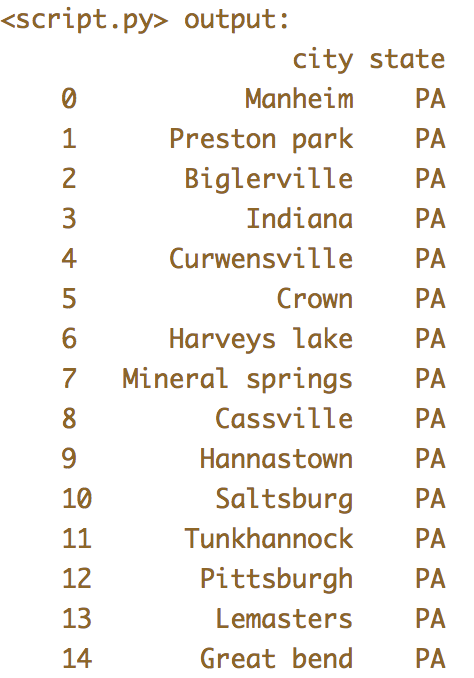 <script.py> output:
city state
0 Manheim PA
1 Preston park PA
2 Biglerville PA
3 Indiana PA
4 Curwensville PA
5 Crown PA
6 Harveys lake PA
7 Mineral springs PA
8 Cassville PA
9 Hannastown PA
10 Saltsburg PA
11 Tunkhannock PA
12 Pittsburgh PA
13 Lemasters PA
14 Great bend PA